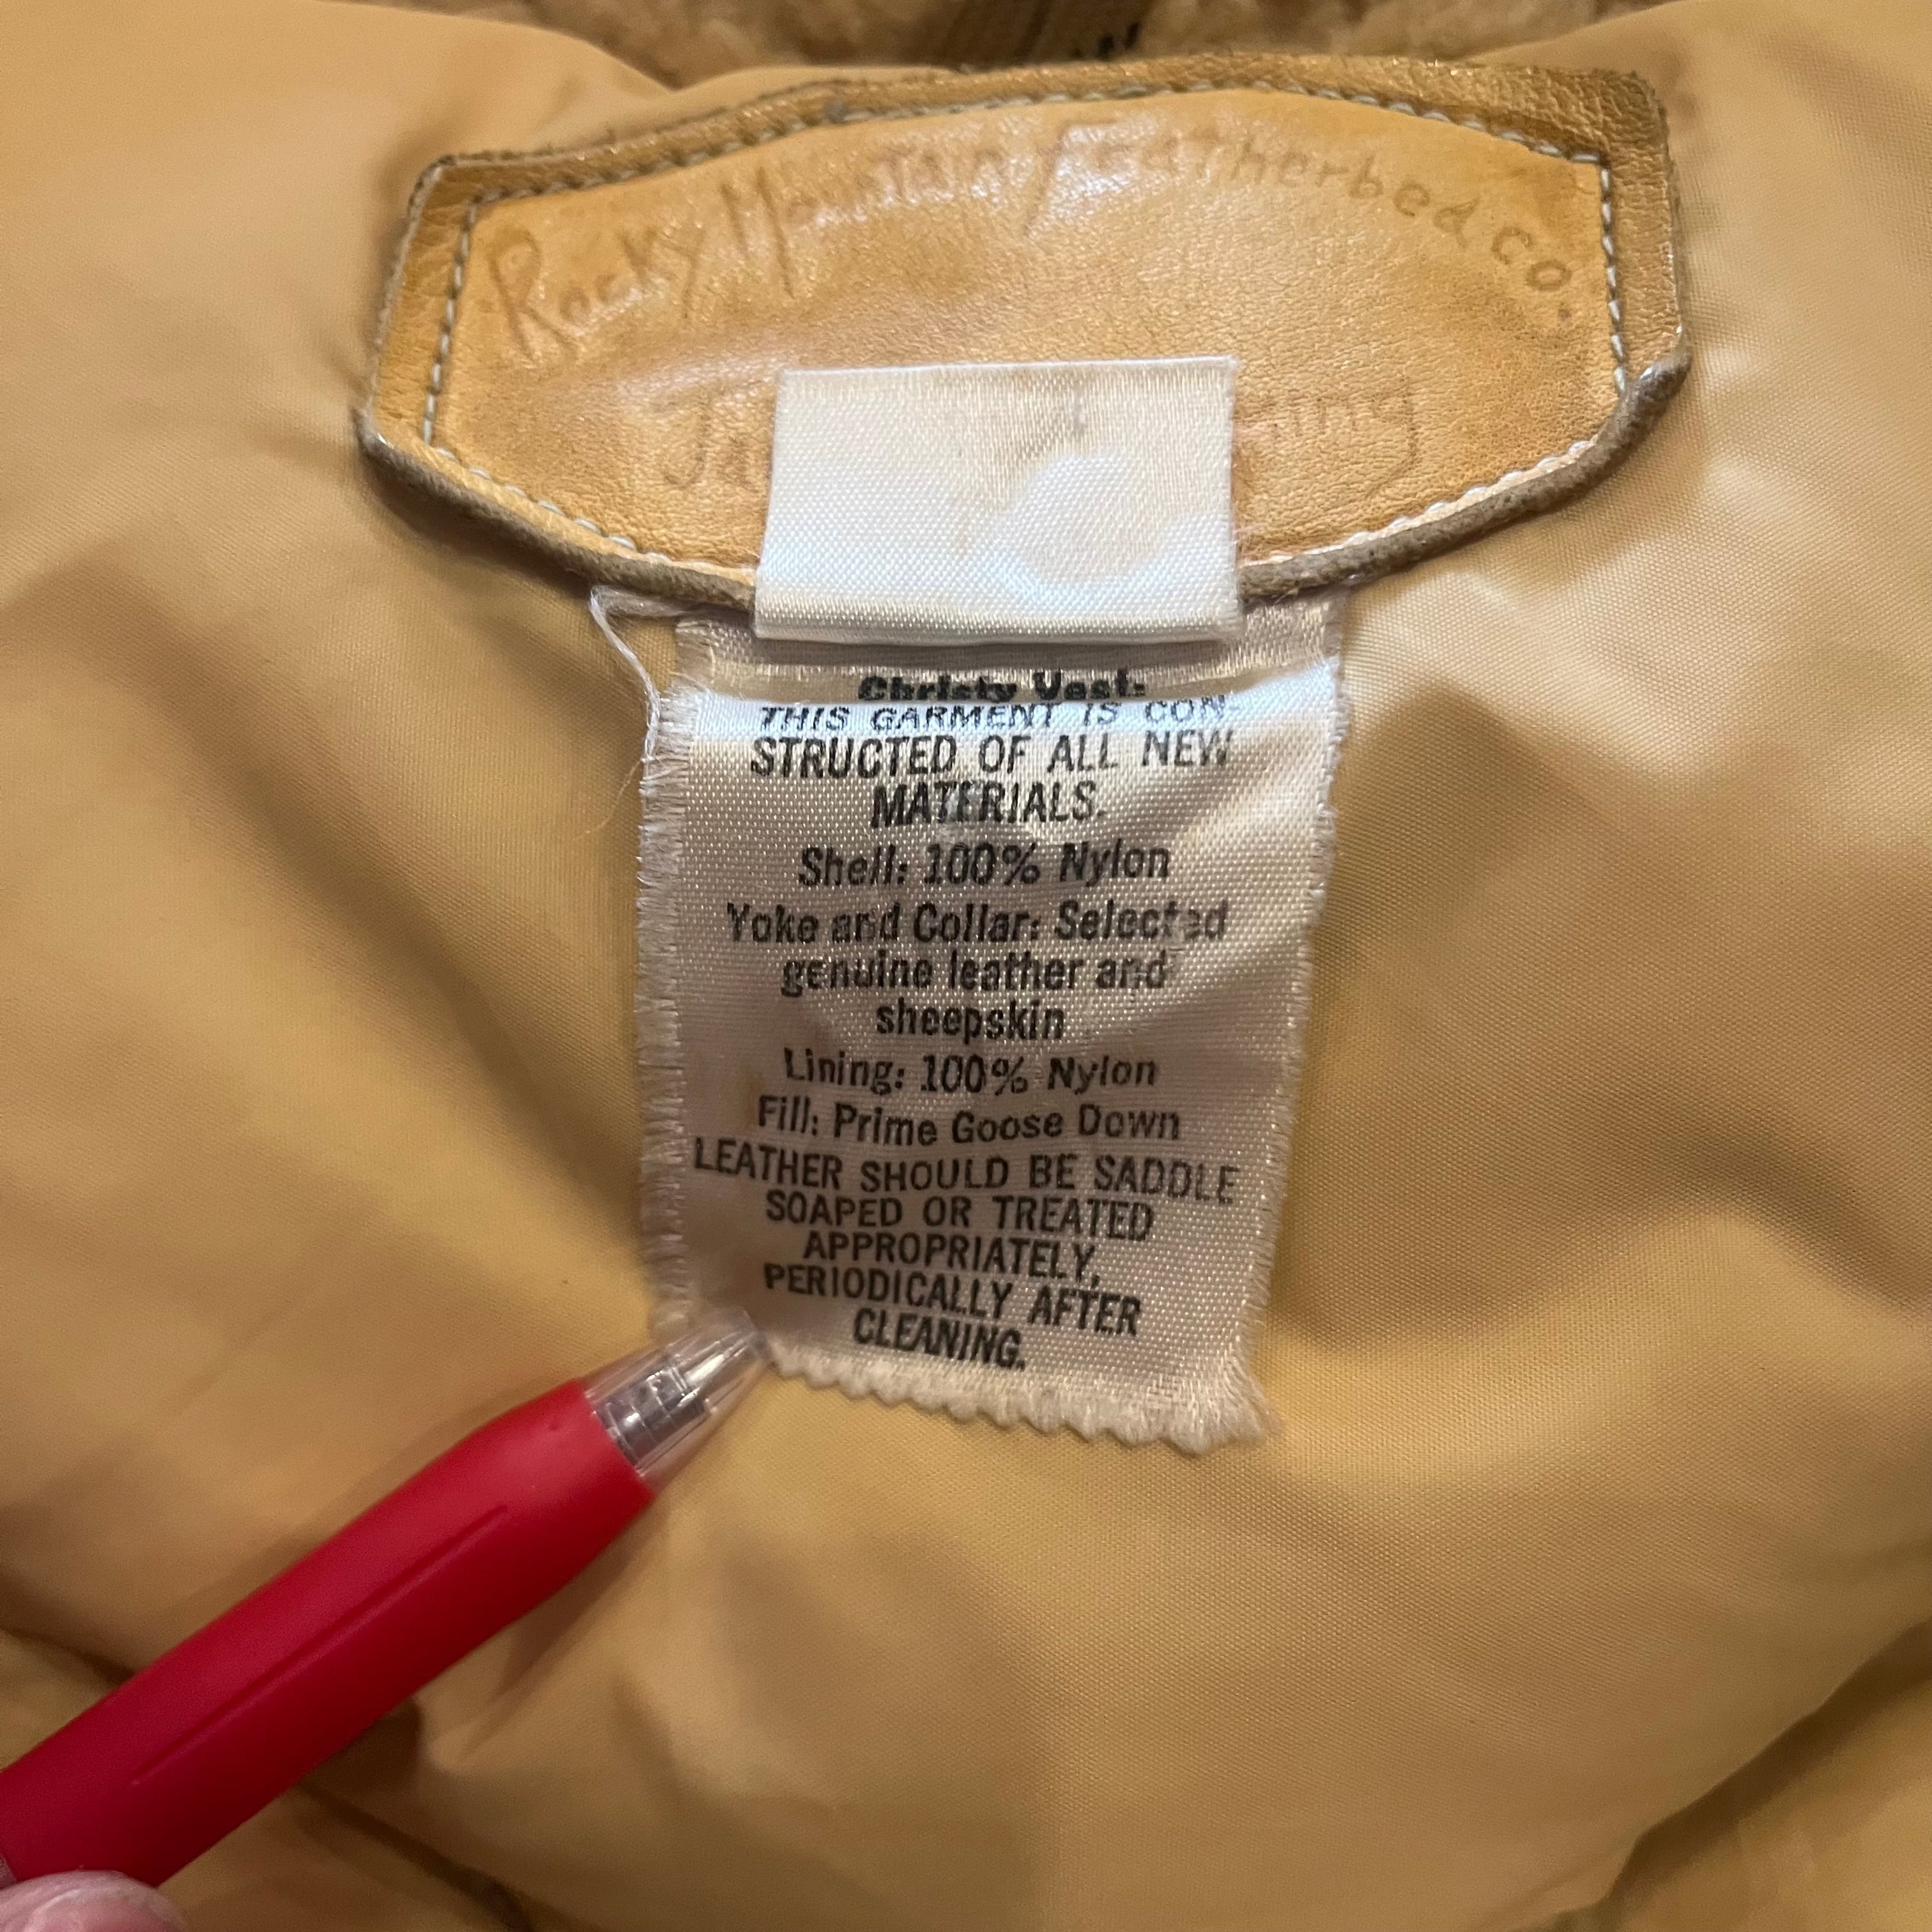 Rocky Mountain Featherbed co.
Christy Vest:
THIS GARMENT IS CON-
STRUCTED OF ALL NEW
MATERIALS.
Shell: 100% Nylon
Yoke and Collar: Selected
genuine leather and
sheepskin
Lining: 100% Nylon
Fill: Prime Goose Down
LEATHER SHOULD BE SADDLE
SOAPED OR TREATED
APPROPRIATELY,
PERIODICALLY AFTER
CLEANING.